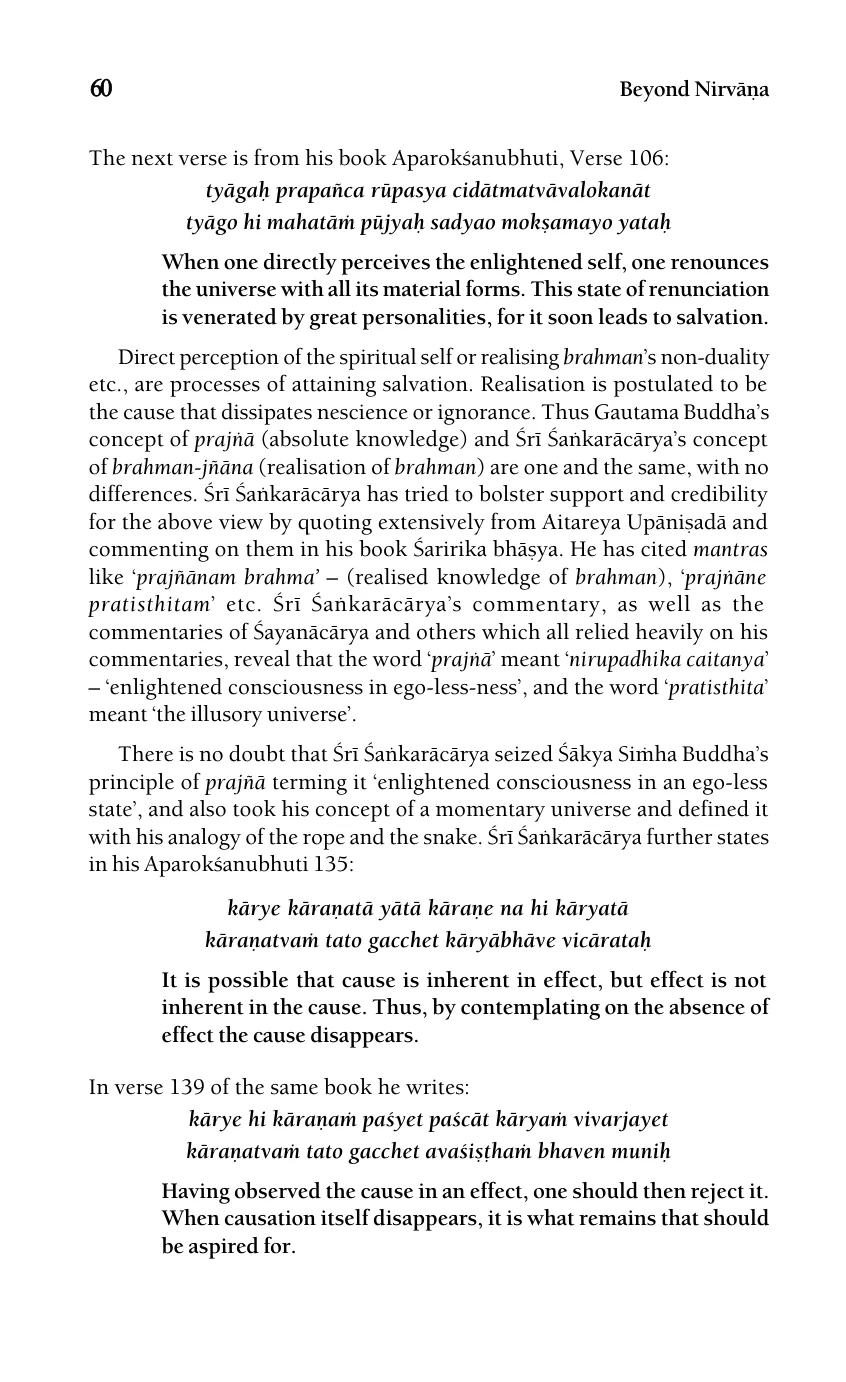 60 Beyond Nirvāṇa
The next verse is from his book Aparokśanubhuti, Verse 106:
tyāgaḥ prapañca rūpasya cidātmatvāvalokanāt
tyāgo hi mahatāṁ pūjyaḥ sadyao mokṣamayo yataḥ
When one directly perceives the enlightened self, one renounces
the universe with all its material forms. This state of renunciation
is venerated by great personalities, for it soon leads to salvation.
Direct perception of the spiritual self or realising brahman’s non-duality
etc., are processes of attaining salvation. Realisation is postulated to be
the cause that dissipates nescience or ignorance. Thus Gautama Buddha’s
concept of prajṅā (absolute knowledge) and Śrī Śaṅkarācārya’s concept
of brahman-jñāna (realisation of brahman) are one and the same, with no
differences. Śrī Śaṅkarācārya has tried to bolster support and credibility
for the above view by quoting extensively from Aitareya Upāniṣadā and
commenting on them in his book Śaririka bhāṣya. He has cited mantras
like ‘prajñānam brahma’ – (realised knowledge of brahman), ‘prajṅāne
pratisthitam’ etc. Śrī Śaṅkarācārya’s commentary, as well as the
commentaries of Śayanācārya and others which all relied heavily on his
commentaries, reveal that the word ‘prajṅā’ meant ‘nirupadhika caitanya’
– ‘enlightened consciousness in ego-less-ness’, and the word ‘pratisthita’
meant ‘the illusory universe’.
There is no doubt that Śrī Śaṅkarācārya seized Śākya Siṁha Buddha’s
principle of prajñā terming it ‘enlightened consciousness in an ego-less
state’, and also took his concept of a momentary universe and defined it
with his analogy of the rope and the snake. Śrī Śaṅkarācārya further states
in his Aparokśanubhuti 135:
kārye kāraṇatā yātā kāraṇe na hi kāryatā
kāraṇatvaṁ tato gacchet kāryābhāve vicārataḥ
It is possible that cause is inherent in effect, but effect is not
inherent in the cause. Thus, by contemplating on the absence of
effect the cause disappears.
In verse 139 of the same book he writes:
kārye hi kāraṇaṁ paśyet paścāt kāryaṁ vivarjayet
kāraṇatvaṁ tato gacchet avaśiṣṭhaṁ bhaven muniḥ
Having observed the cause in an effect, one should then reject it.
When causation itself disappears, it is what remains that should
be aspired for.